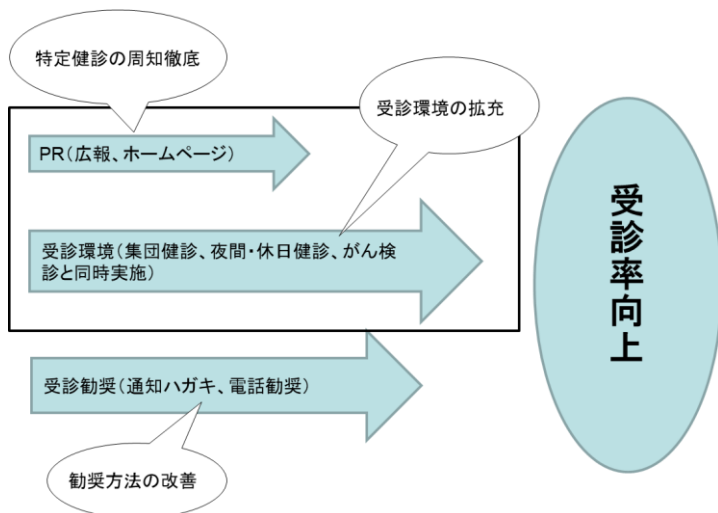 特定健診の周知徹底
受診環境の拡充
PR(広報、ホームページ)
受診環境(集団健診、夜間・休日健診、がん検
診と同時実施)
受診率向上
受診勧奨(通知ハガキ、電話勧奨)
勧奨方法の改善